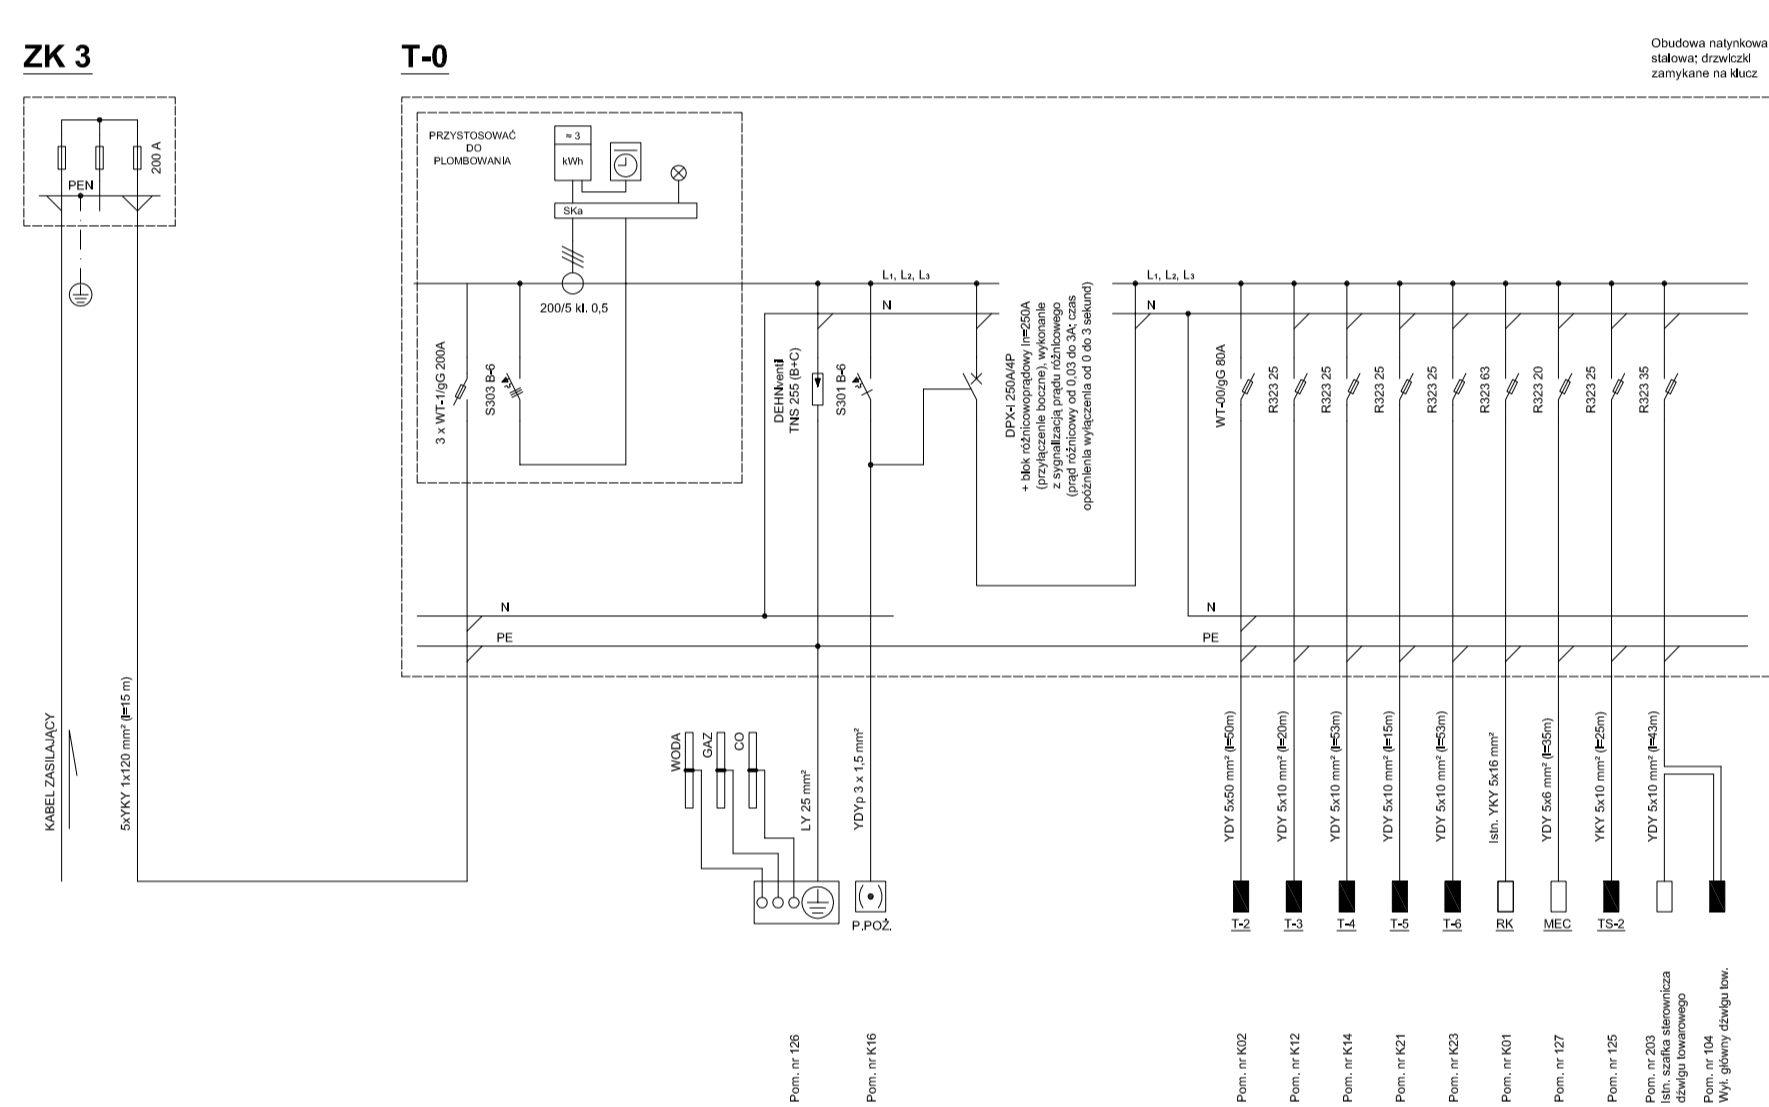 ZK 3
T-0
Obudowa natynkowa
stalowa; drzwiczki
zamykane na klucz
200 A
PEN
PRZYSTOSOWAĆ
DO
PLOMBOWANIA
≈ 3
kWh
SKa
200/5 kl. 0,5
3 x WT-1/gG 200A
S303 B-6
L1, L2, L3
N
DEHNventil
TNS 255 (B+C)
S301 B-6
DPX-I 250A/4P
+ blok różnicowoprądowy In=250A
(przyłączenie boczne), wykonanie
z sygnalizacją prądu różnicowego
(prąd różnicowy od 0,03 do 3A; czas
opóźnienia wyłączenia od 0 do 3 sekund)
L1, L2, L3
N
WT-00/gG 80A
R323 25
R323 25
R323 25
R323 25
R323 63
R323 20
R323 25
R323 35
N
PE
N
PE
KABEL ZASILAJĄCY
5xYKY 1x120 mm² (l=15 m)
WODA
GAZ
CO
LY 25 mm²
YDYp 3 x 1,5 mm²
YDY 5x50 mm² (l=50m)
YDY 5x10 mm² (l=20m)
YDY 5x10 mm² (l=53m)
YDY 5x10 mm² (l=15m)
YDY 5x10 mm² (l=53m)
Istn. YKY 5x16 mm²
YDY 5x6 mm² (l=35m)
YKY 5x10 mm² (l=25m)
YDY 5x10 mm² (l=43m)
P.POŻ.
T-2
T-3
T-4
T-5
T-6
RK
MEC
TS-2
Pom. nr 126
Pom. nr K16
Pom. nr K02
Pom. nr K12
Pom. nr K14
Pom. nr K21
Pom. nr K23
Pom. nr K01
Pom. nr 127
Pom. nr 125
Pom. nr 203
Istn. szafka sterownicza
dźwigu towarowego
Pom. nr 104
Wył. główny dźwigu tow.